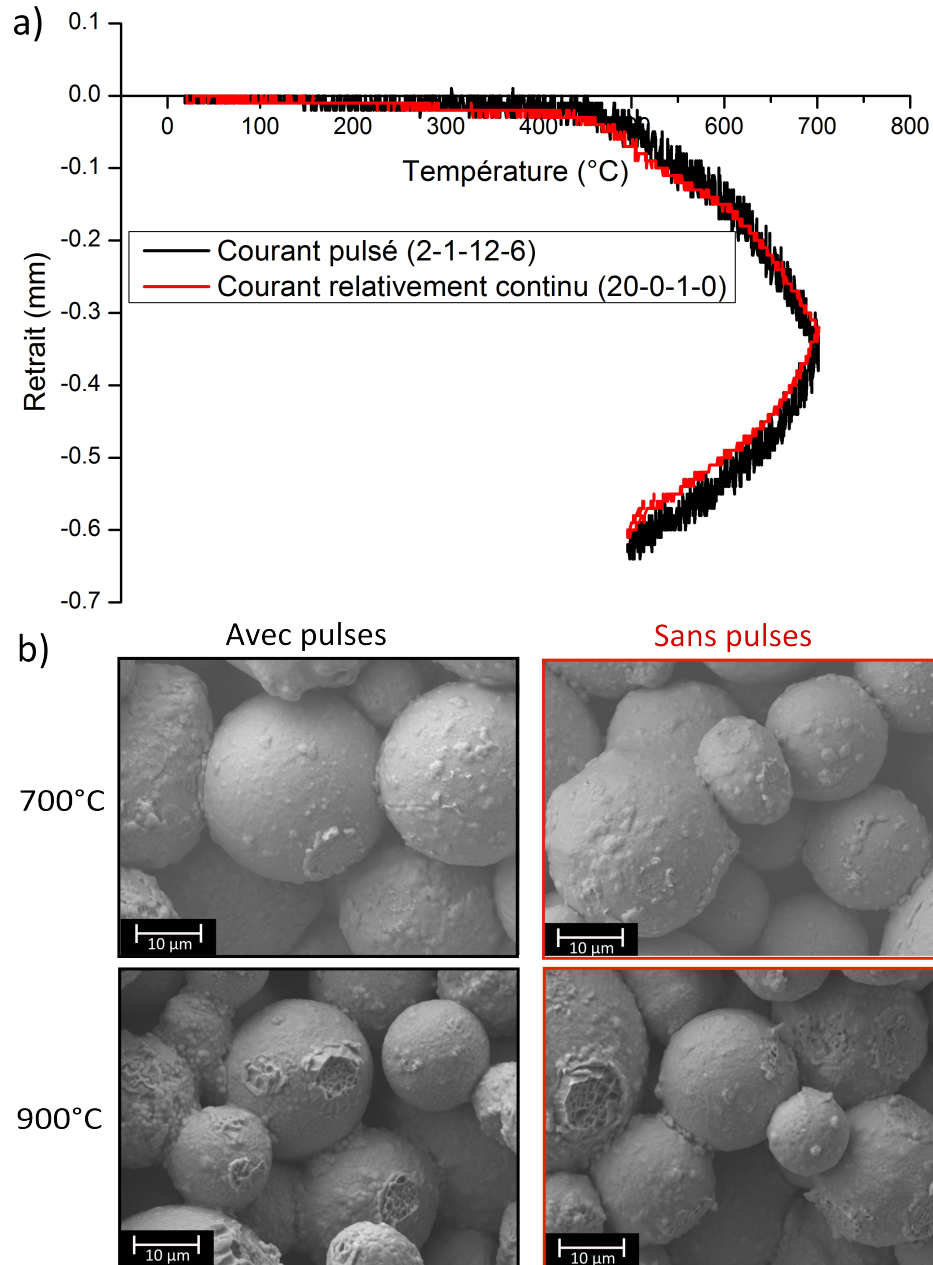 a)
0.1
0.0
-0.1
-0.2
-0.3
-0.4
-0.5
-0.6
-0.7
Retrait (mm)
0 100 200 300 400 500 600 700 800
Température (°C)
Courant pulsé (2-1-12-6)
Courant relativement continu (20-0-1-0)
b)
Avec pulses
Sans pulses
700°C
10 µm
10 µm
900°C
10 µm
10 µm